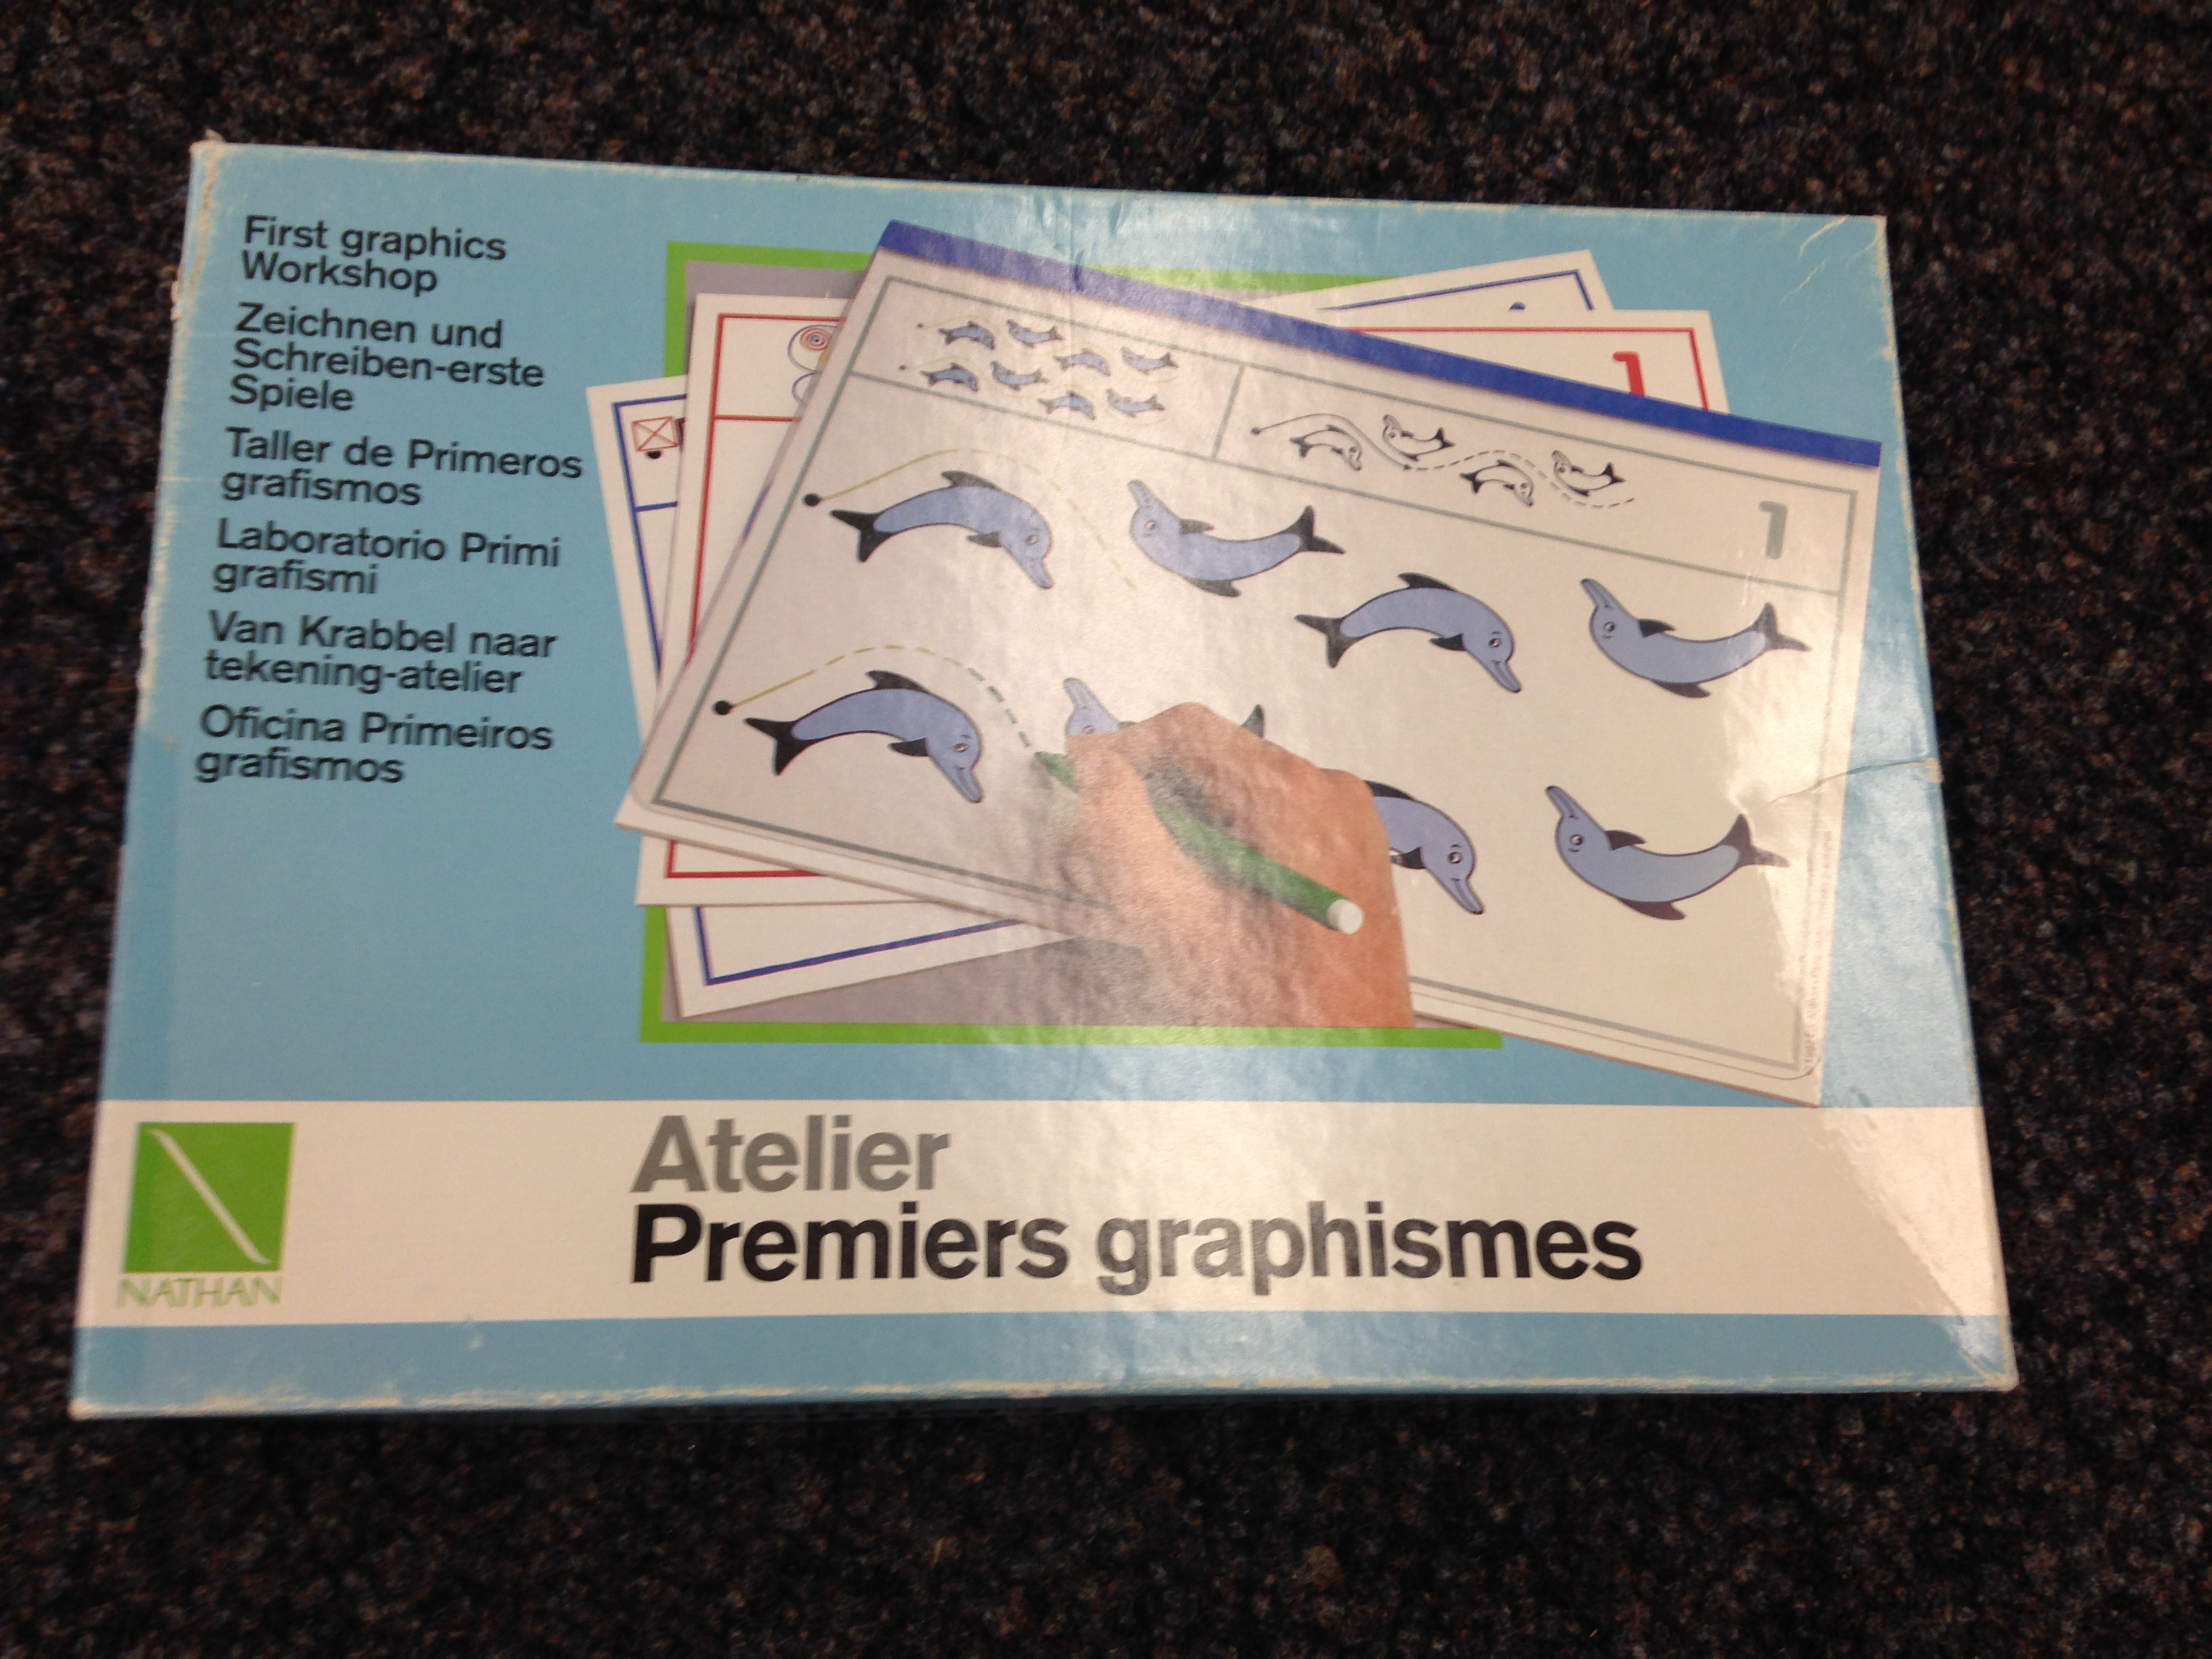 First graphics
Workshop
Zeichnen und
Schreiben-erste
Spiele
Taller de Primeros
grafismos
Laboratorio Primi
grafismi
Van Krabbel naar
tekening-atelier
Oficina Primeiros
grafismos
1
1
NATHAN
Atelier
Premiers graphismes